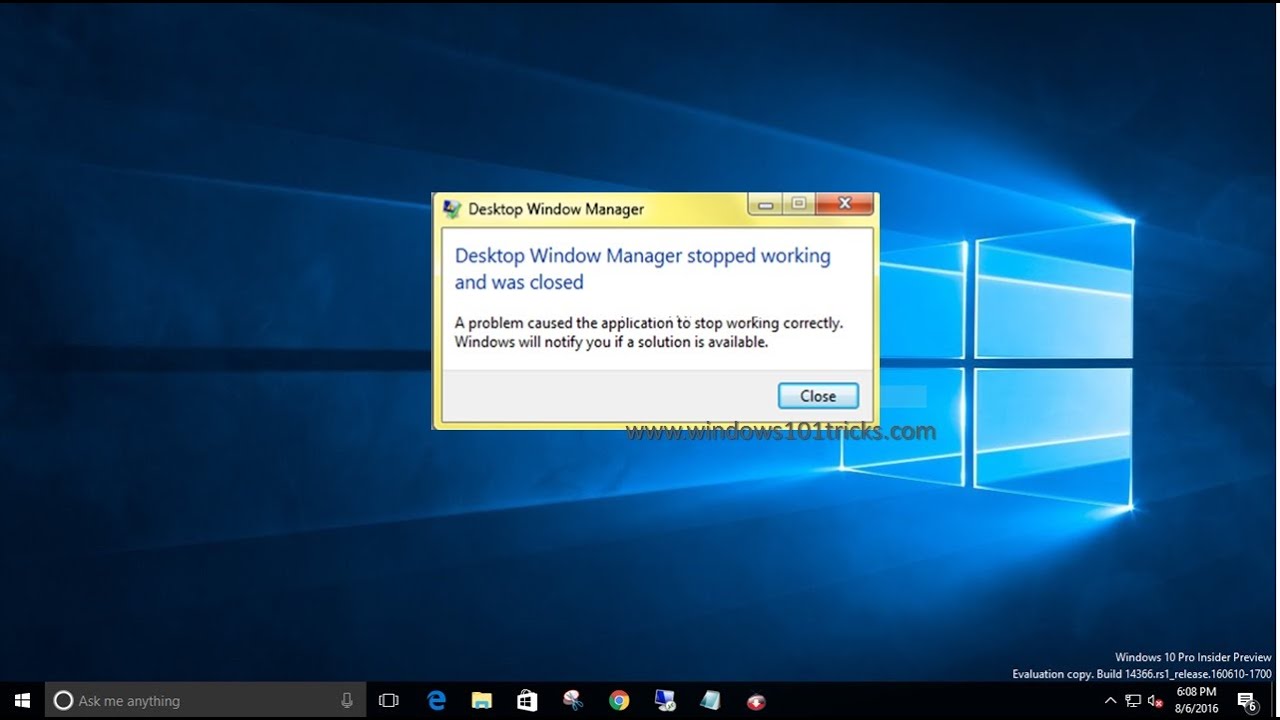 Desktop Window Manager
Desktop Window Manager stopped working
and was closed
A problem caused the application to stop working correctly.
Windows will notify you if a solution is available.
Close
www.windows101tricks.com
Windows 10 Pro Insider Preview
Evaluation copy. Build 14366.rs1_release.160610-1700
Ask me anything
6:08 PM
8/6/2016
6